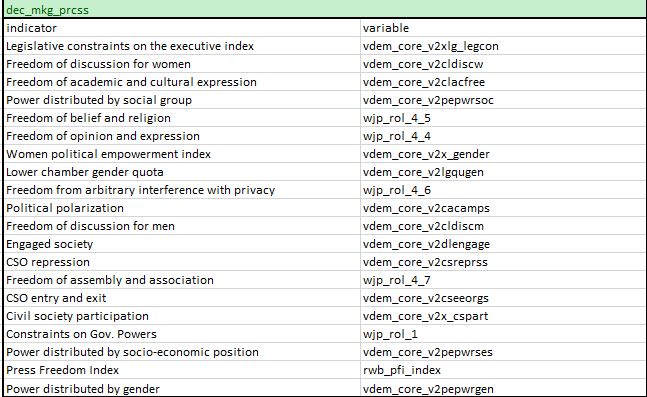 dec_mkg_prcss
indicator variable
Legislative constraints on the executive index vdem_core_v2xlg_legcon
Freedom of discussion for women vdem_core_v2cldiscw
Freedom of academic and cultural expression vdem_core_v2clacfree
Power distributed by social group vdem_core_v2pepwrsoc
Freedom of belief and religion wjp_rol_4_5
Freedom of opinion and expression wjp_rol_4_4
Women political empowerment index vdem_core_v2x_gender
Lower chamber gender quota vdem_core_v2lgqugen
Freedom from arbitrary interference with privacy wjp_rol_4_6
Political polarization vdem_core_v2cacamps
Freedom of discussion for men vdem_core_v2cldiscm
Engaged society vdem_core_v2dlengage
CSO repression vdem_core_v2csreprss
Freedom of assembly and association wjp_rol_4_7
CSO entry and exit vdem_core_v2cseeorgs
Civil society participation vdem_core_v2x_cspart
Constraints on Gov. Powers wjp_rol_1
Power distributed by socio-economic position vdem_core_v2pepwrses
Press Freedom Index rwb_pfi_index
Power distributed by gender vdem_core_v2pepwrgen